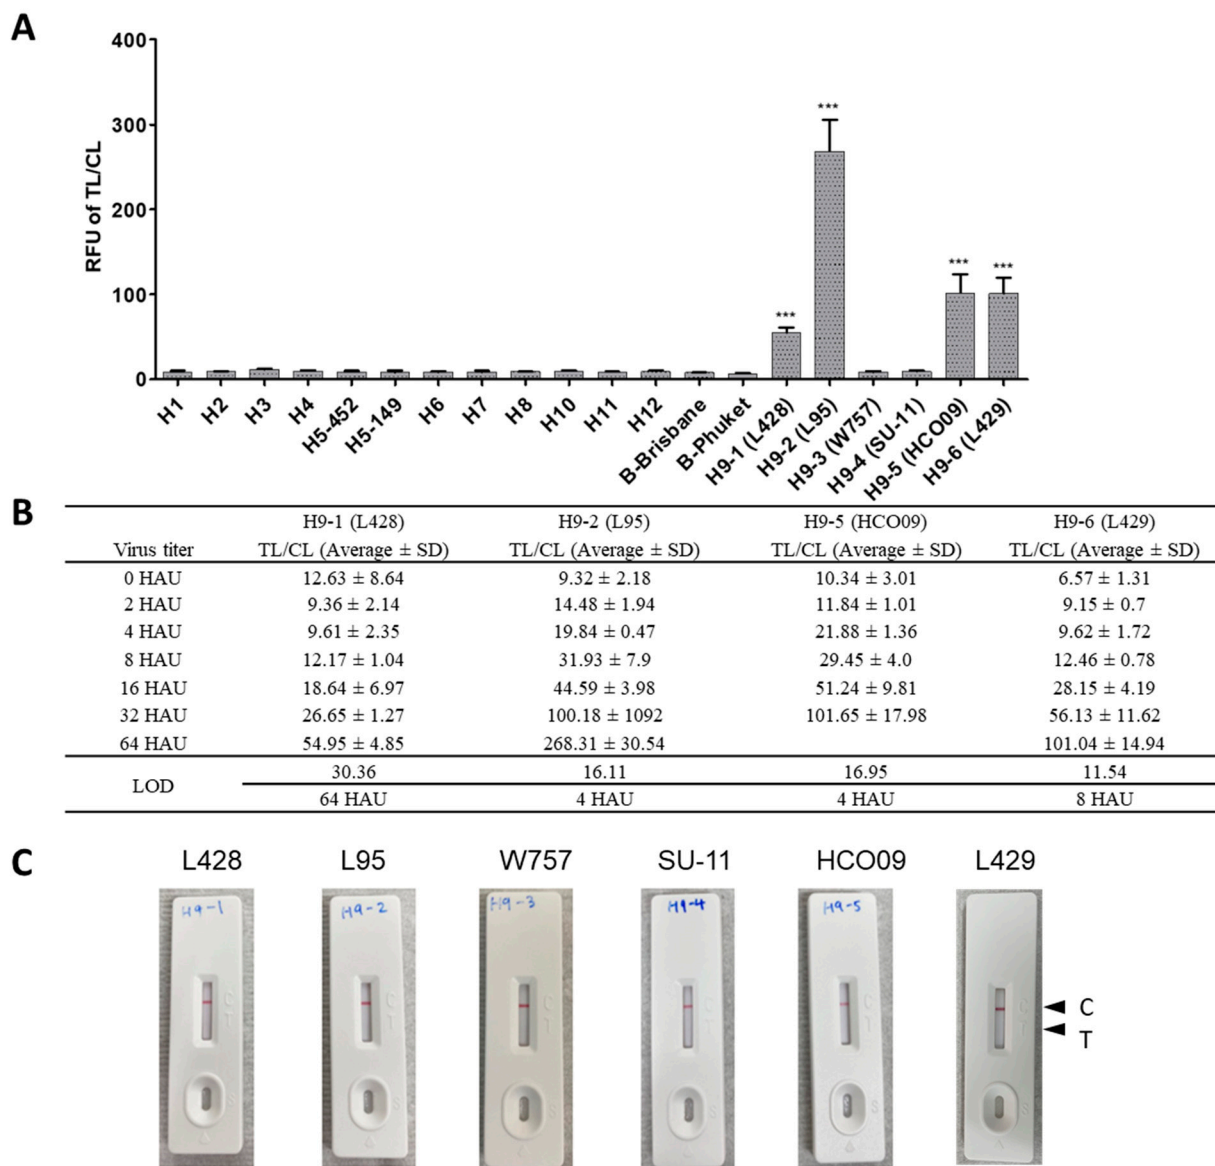 A
RFU of TL/CL
400
300
200
100
0
***
***
***
***
H1
H2
H3
H4
H5-452
H5-149
H6
H7
H8
H10
H11
H12
B-Brisbane
B-Phuket
H9-1 (L428)
H9-2 (L95)
H9-3 (W757)
H9-4 (SU-11)
H9-5 (HCO09)
H9-6 (L429)
B
H9-1 (L428) H9-2 (L95) H9-5 (HCO09) H9-6 (L429)
Virus titer TL/CL (Average ± SD) TL/CL (Average ± SD) TL/CL (Average ± SD) TL/CL (Average ± SD)
0 HAU 12.63 ± 8.64 9.32 ± 2.18 10.34 ± 3.01 6.57 ± 1.31
2 HAU 9.36 ± 2.14 14.48 ± 1.94 11.84 ± 1.01 9.15 ± 0.7
4 HAU 9.61 ± 2.35 19.84 ± 0.47 21.88 ± 1.36 9.62 ± 1.72
8 HAU 12.17 ± 1.04 31.93 ± 7.9 29.45 ± 4.0 12.46 ± 0.78
16 HAU 18.64 ± 6.97 44.59 ± 3.98 51.24 ± 9.81 28.15 ± 4.19
32 HAU 26.65 ± 1.27 100.18 ± 1092 101.65 ± 17.98 56.13 ± 11.62
64 HAU 54.95 ± 4.85 268.31 ± 30.54 101.04 ± 14.94
LOD 30.36 16.11 16.95 11.54
64 HAU 4 HAU 4 HAU 8 HAU
C
L428 L95 W757 SU-11 HCO09 L429
H9-1 H9-2 H9-3 H9-4 H9-5
C C C C C C
T T T T T T
S S S S S S
C
T